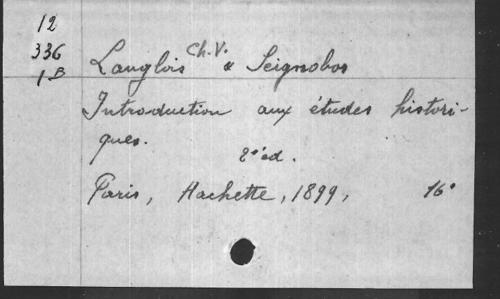 12
336
1B
Langlois Ch. V. & Seignobos
Introduction aux études histori-
ques.
2e éd.
Paris, Hachette, 1899, 16°